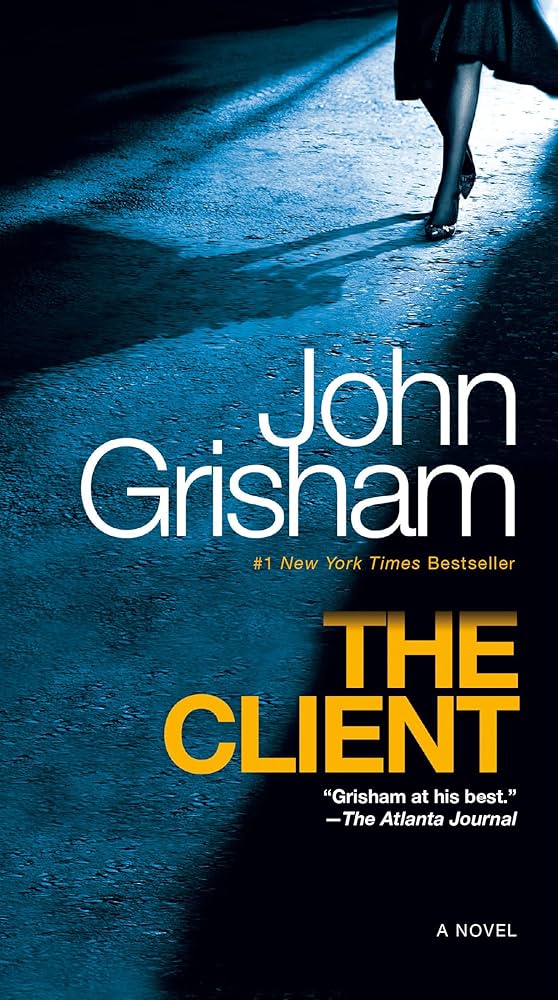 John
Grisham
#1 New York Times Bestseller
THE
CLIENT
“Grisham at his best.”
—The Atlanta Journal
A NOVEL